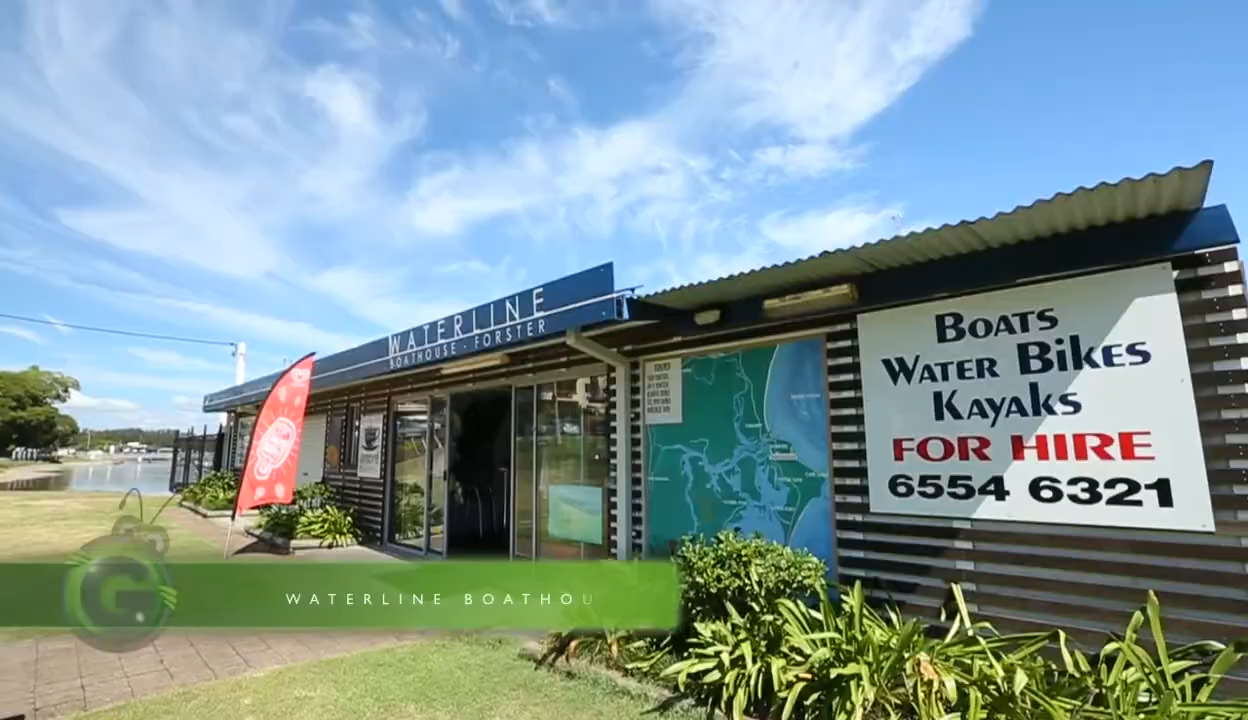 WATERLINE
BOATHOUSE - FORSTER
BOATS
WATER BIKES
KAYAKS
FOR HIRE
6554 6321
G
WATERLINE BOATHOU